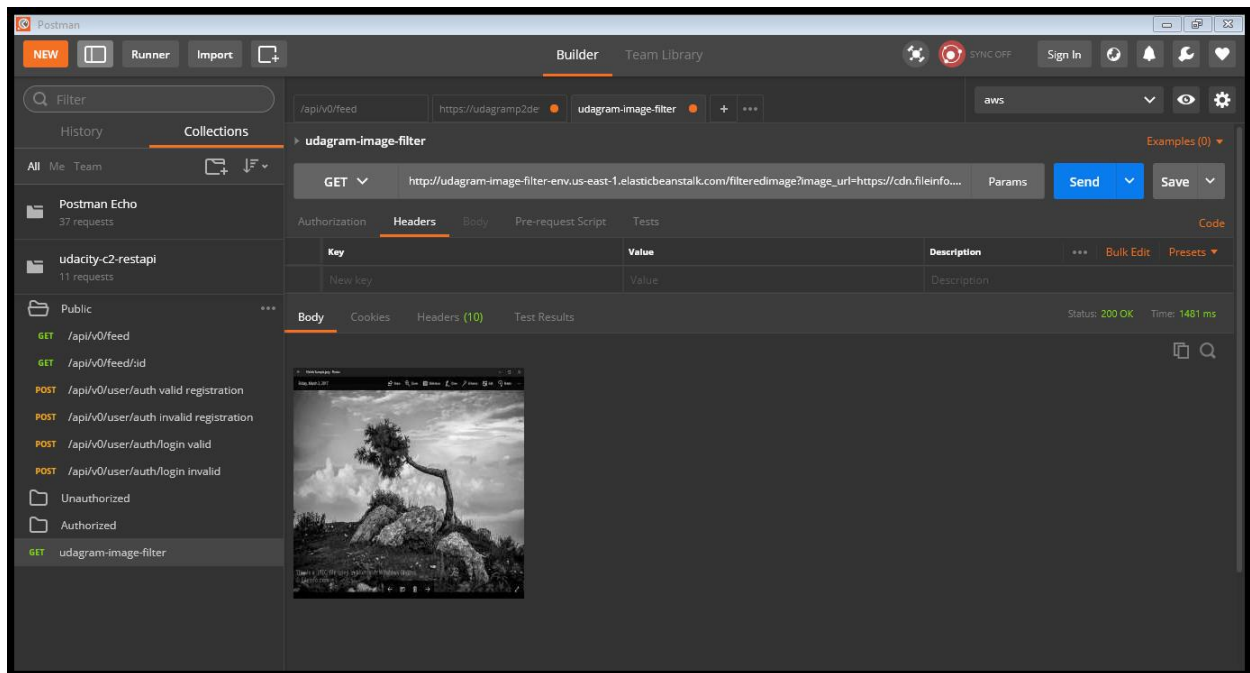 Postman
NEW Runner Import Builder Team Library SYNC OFF Sign In
Filter
History Collections
All Me Team
Postman Echo
37 requests
udacity-c2-restapi
11 requests
Public
GET /api/v0/feed
GET /api/v0/feed/:id
POST /api/v0/user/auth valid registration
POST /api/v0/user/auth invalid registration
POST /api/v0/user/auth/login valid
POST /api/v0/user/auth/login invalid
Unauthorized
Authorized
GET udagram-image-filter
/api/v0/feed https://udagramp2de udagram-image-filter + ••• aws
udagram-image-filter Examples (0)
GET http://udagram-image-filter-env.us-east-1.elasticbeanstalk.com/filteredimage?image_url=https://cdn.fileinfo.... Params Send Save
Authorization Headers Body Pre-request Script Tests Code
Key Value Description ••• Bulk Edit Presets
New key Value Description
Body Cookies Headers (10) Test Results Status: 200 OK Time: 1481 ms